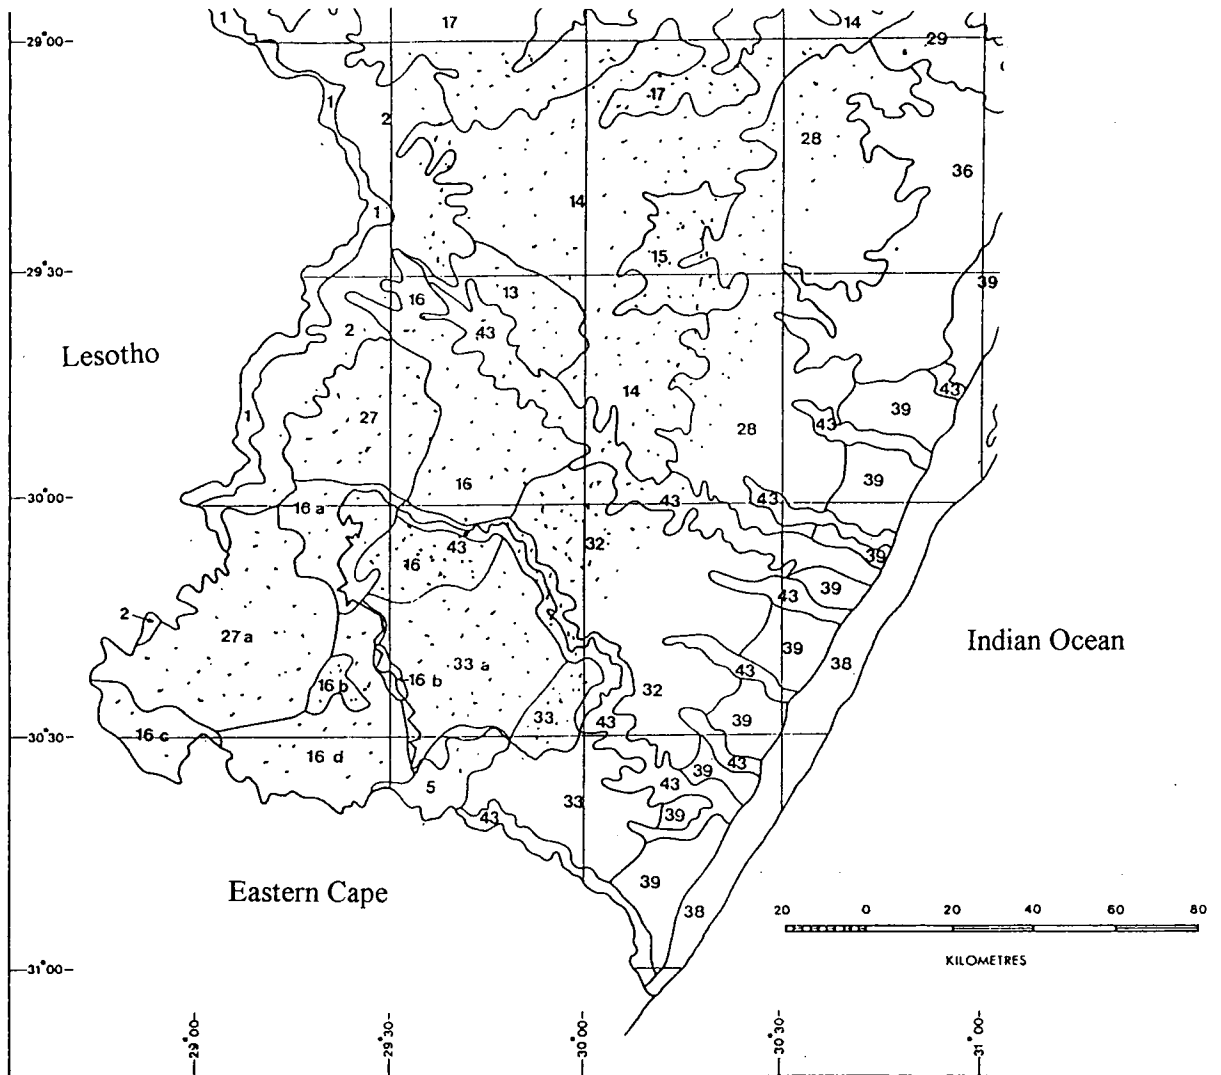 1 17 14
29°00' 29
1 17
2 28
36
1 14
15
29°30' 39
16 13
2 43
Lesotho
43
14 39
1 27 43
28
16 39
30°00' 43 43
16 a
32
43 39
16
43 39
2
27 a Indian Ocean
33 a 39 38
43
16 b 16 b 32
33 43 39
16 c
30°30' 16 d 43
39
5 43
33 39
43
39
Eastern Cape
38
20 0 20 40 60 80
KILOMETRES
31°00'
29°00' 29°30' 30°00' 30°30' 31°00'